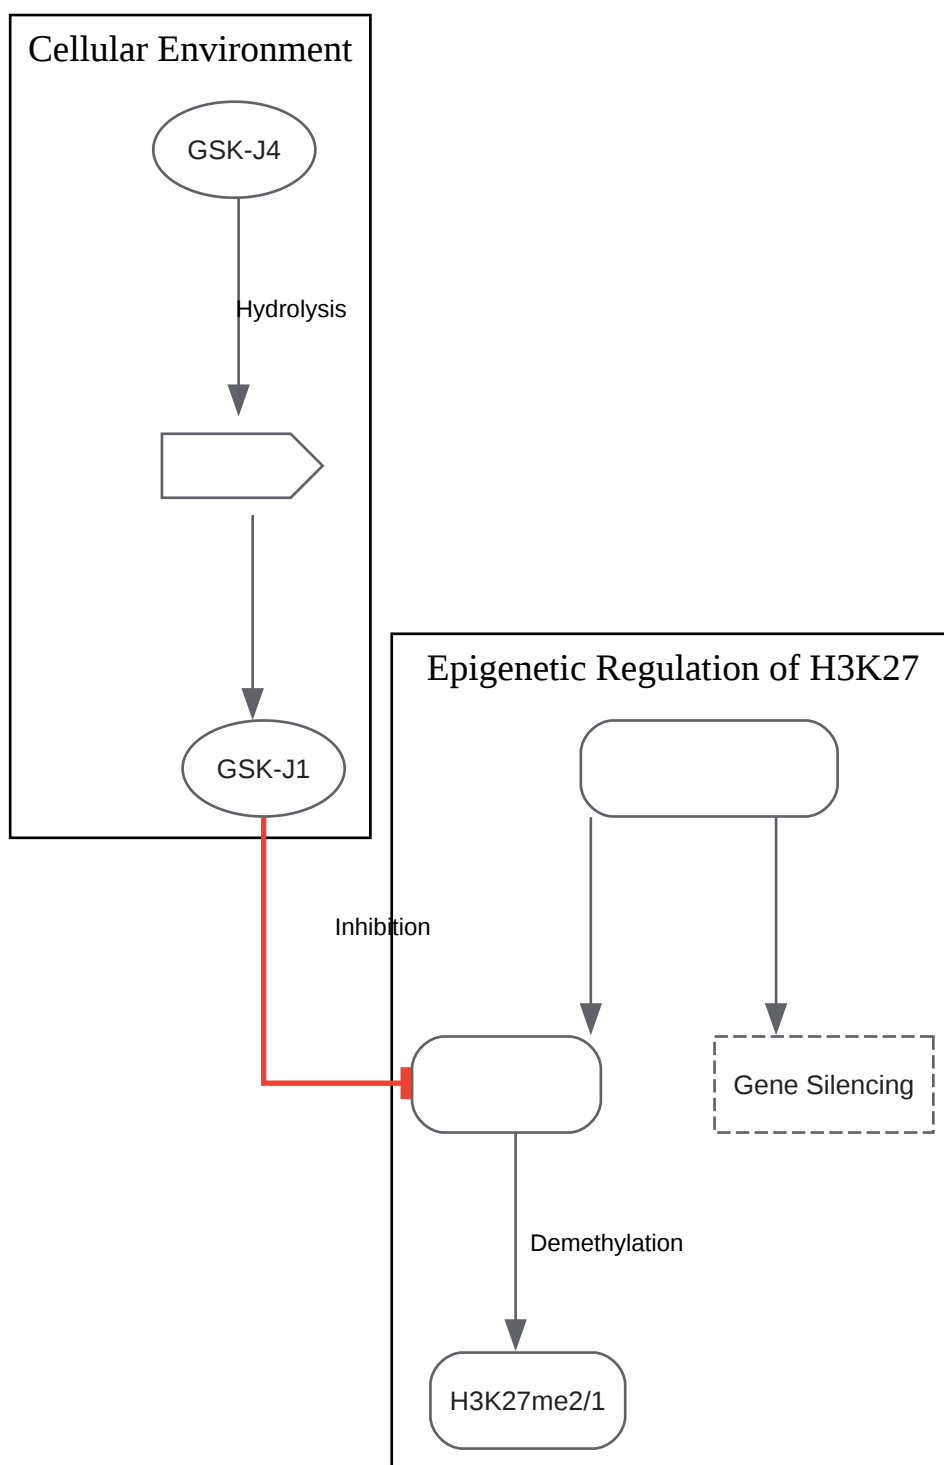 Cellular Environment
GSK-J4
Hydrolysis
GSK-J1
Epigenetic Regulation of H3K27
Inhibition
Gene Silencing
Demethylation
H3K27me2/1